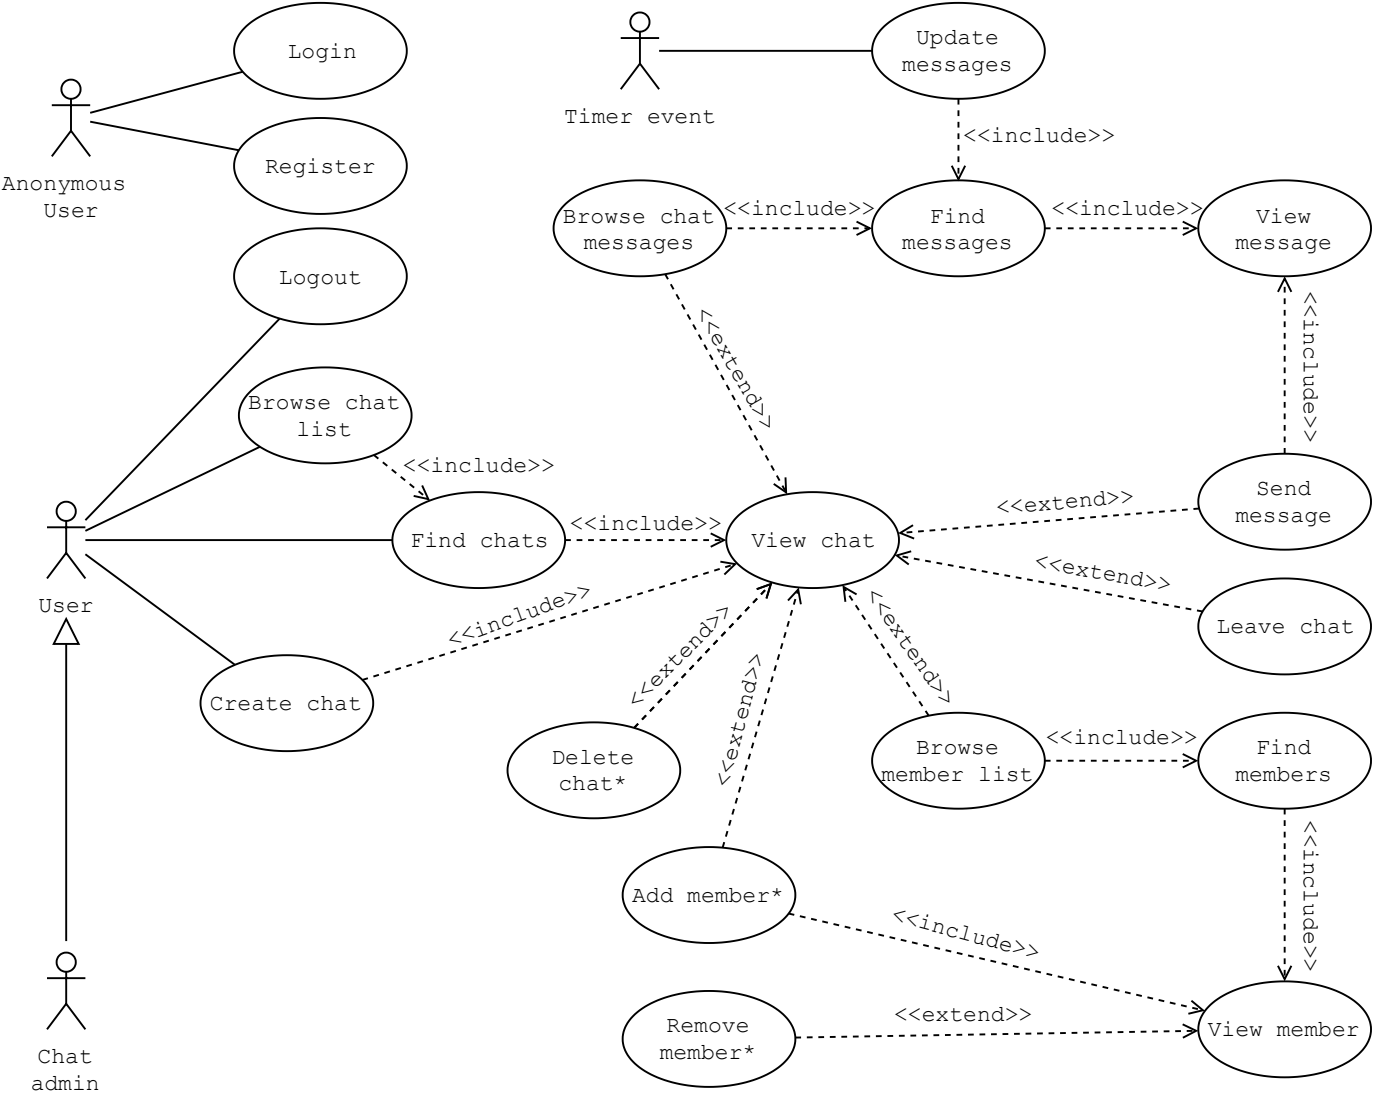 Login
Update
messages
Timer event
<<include>>
Register
Anonymous
User
Browse chat
messages
<<include>>
Find
messages
<<include>>
View
message
Logout
<<extend>>
<<include>>
Browse chat
list
<<include>>
Send
message
<<extend>>
<<include>>
Find chats
View chat
<<extend>>
User
<<include>>
<<extend>>
<<extend>>
<<extend>>
Leave chat
Create chat
Delete
chat*
Browse
member list
<<include>>
Find
members
Add member*
<<include>>
<<include>>
Remove
member*
<<extend>>
View member
Chat
admin